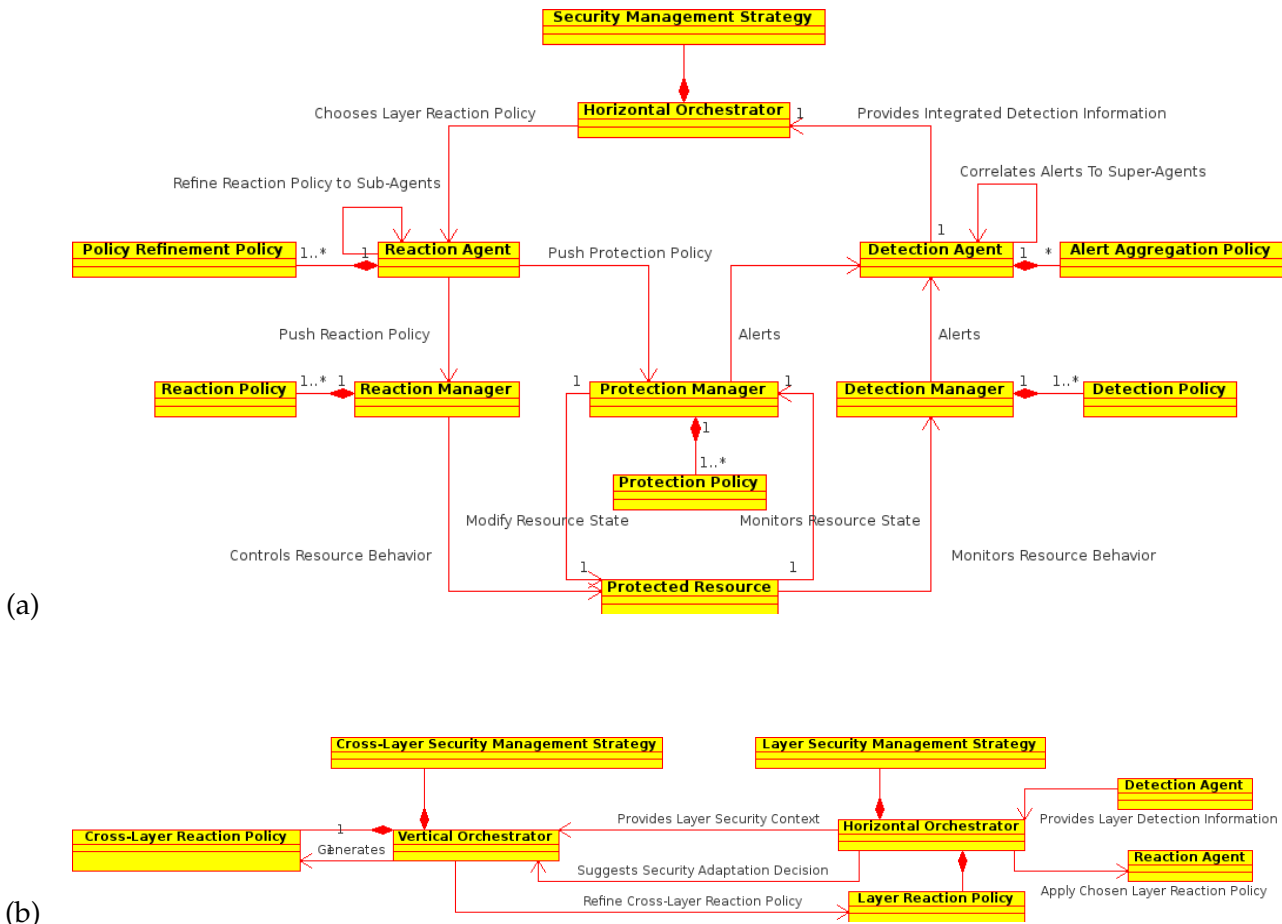 Security Management Strategy
Horizontal Orchestrator
1
Chooses Layer Reaction Policy
Provides Integrated Detection Information
Refine Reaction Policy to Sub-Agents
Correlates Alerts To Super-Agents
1
Policy Refinement Policy
1..*
1
Reaction Agent
Push Protection Policy
Detection Agent
1
*
Alert Aggregation Policy
Push Reaction Policy
Alerts
Alerts
Reaction Policy
1..*
1
Reaction Manager
1
Protection Manager
1
Detection Manager
1
1..*
Detection Policy
1
1..*
Protection Policy
Modify Resource State
Monitors Resource State
Controls Resource Behavior
Monitors Resource Behavior
1
1
Protected Resource
(a)
Cross-Layer Security Management Strategy
Layer Security Management Strategy
Detection Agent
Provides Layer Security Context
Provides Layer Detection Information
Cross-Layer Reaction Policy
1
Vertical Orchestrator
Horizontal Orchestrator
Generates
1
Reaction Agent
Suggests Security Adaptation Decision
Apply Chosen Layer Reaction Policy
Refine Cross-Layer Reaction Policy
Layer Reaction Policy
(b)